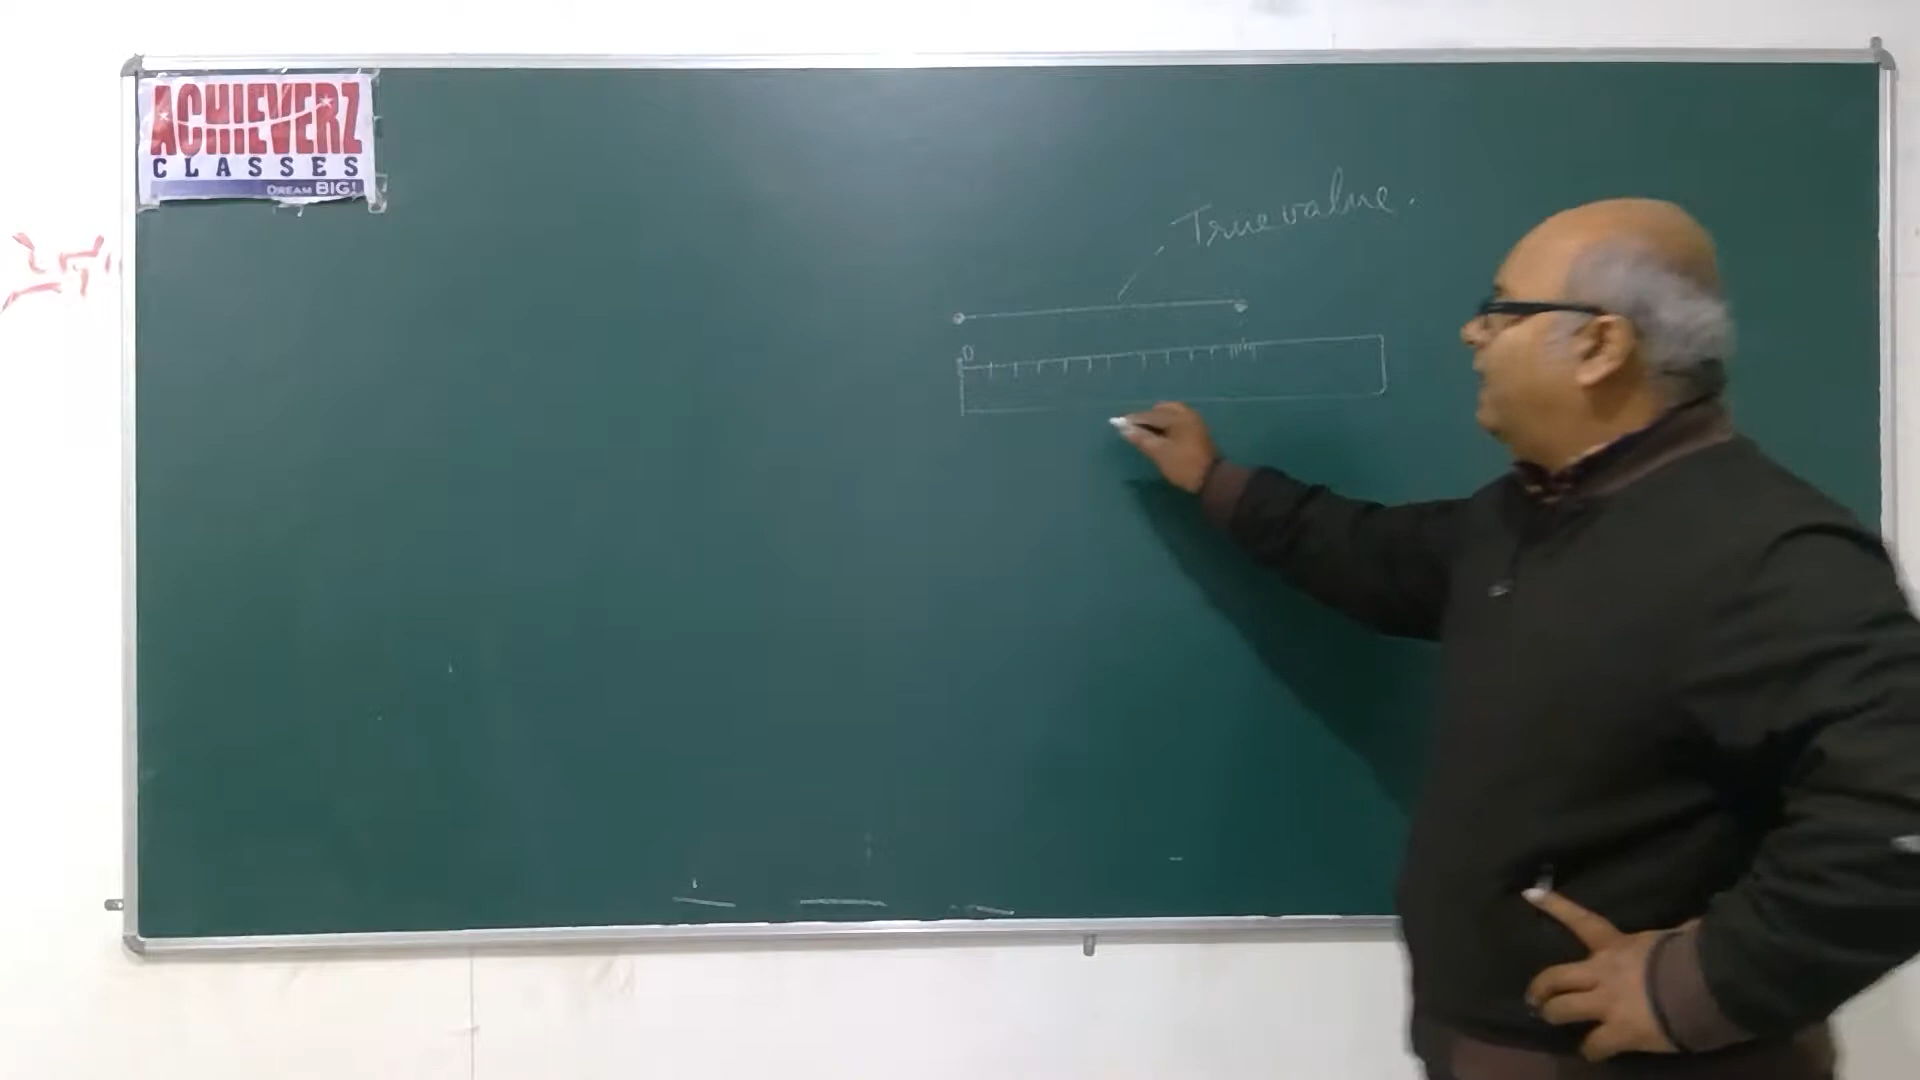 ACHIEVERZ
CLASSES
DREAM BIG!
True value.
0